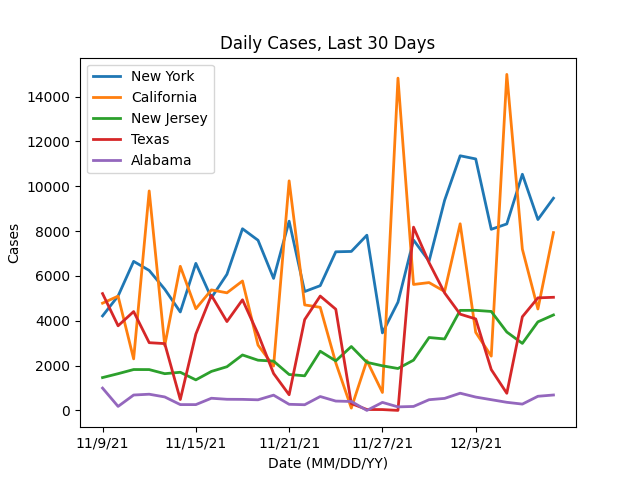 Daily Cases, Last 30 Days
New York
California
New Jersey
Texas
Alabama
14000
12000
10000
8000
6000
4000
2000
0
Cases
11/9/21
11/15/21
11/21/21
11/27/21
12/3/21
Date (MM/DD/YY)